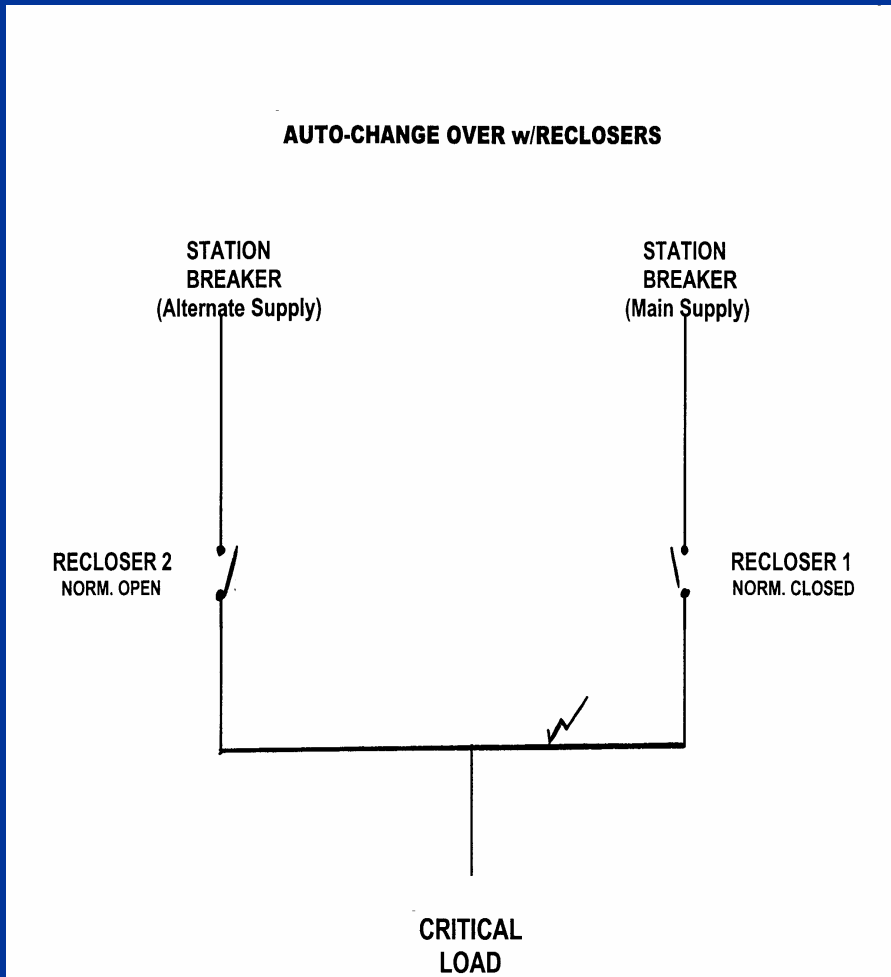 AUTO-CHANGE OVER w/RECLOSERS
STATION
BREAKER
(Alternate Supply)
STATION
BREAKER
(Main Supply)
RECLOSER 2
NORM. OPEN
RECLOSER 1
NORM. CLOSED
CRITICAL
LOAD